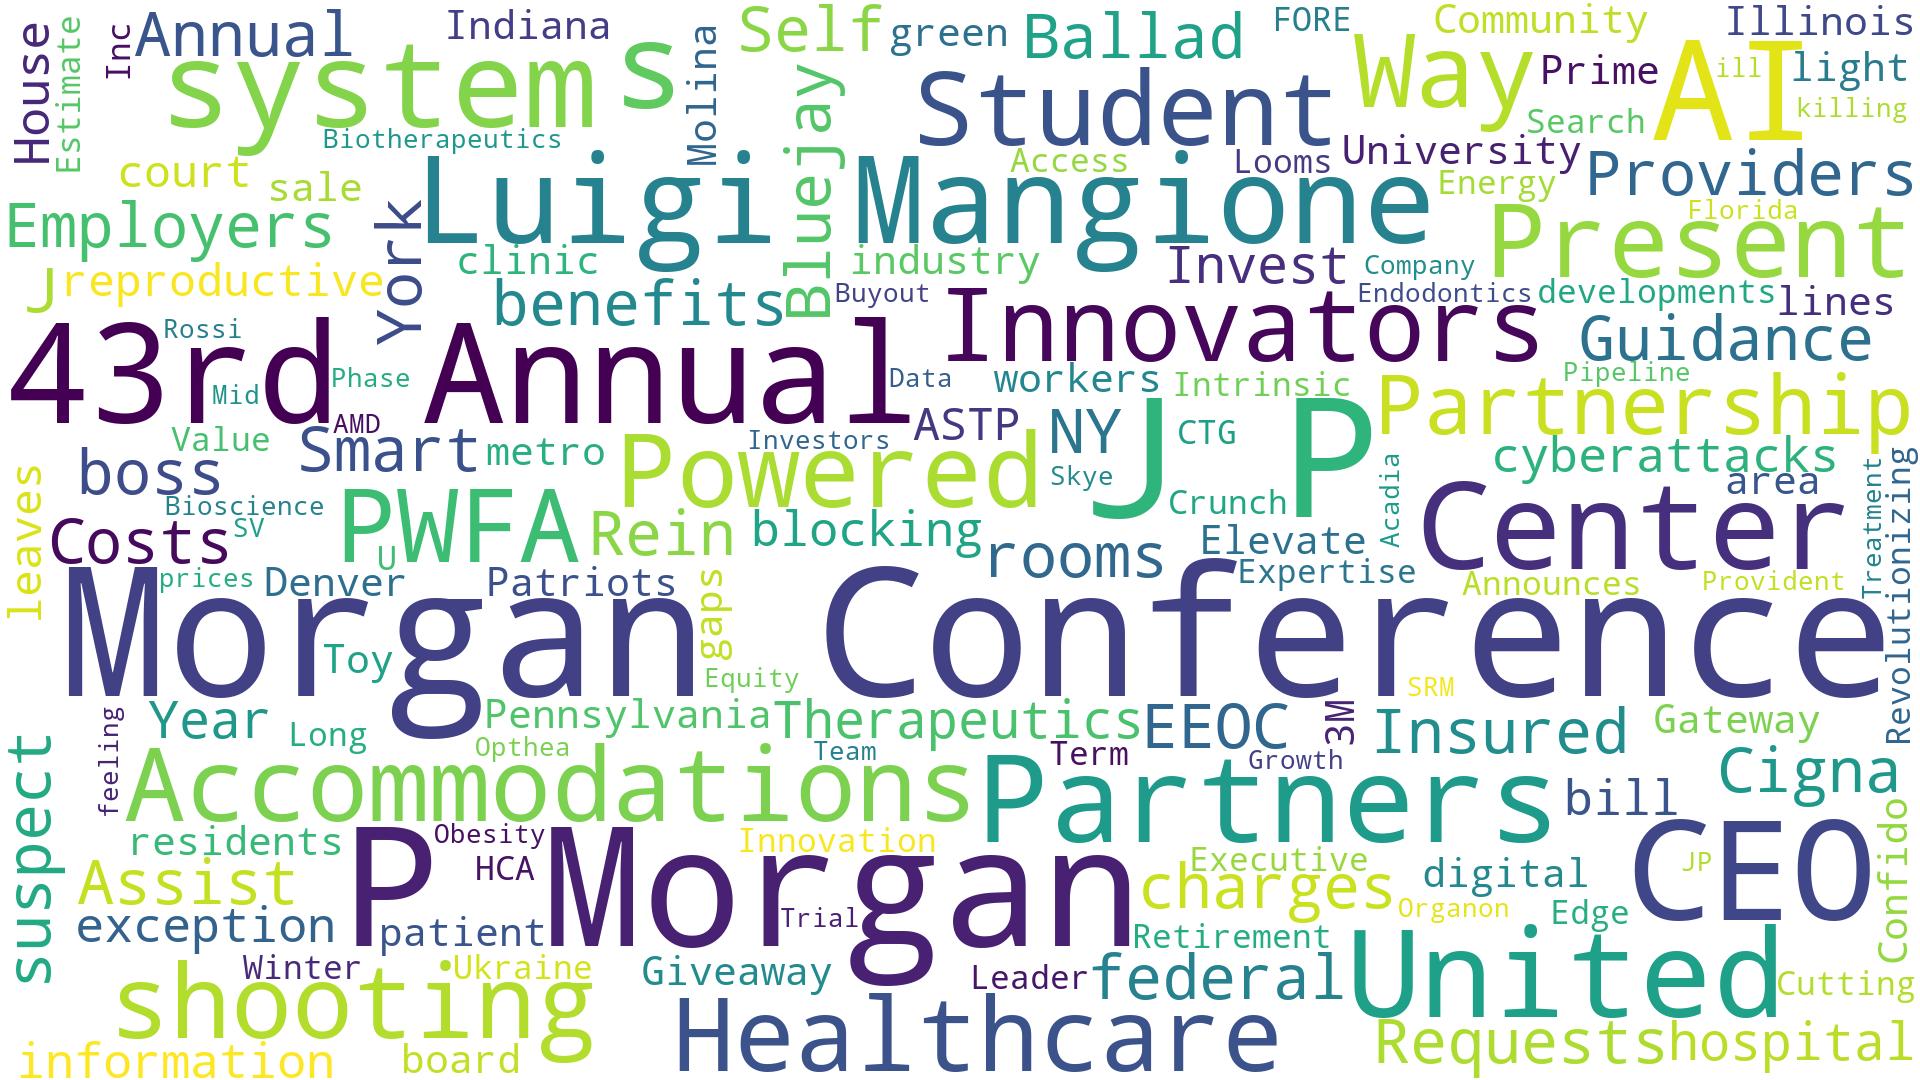 House
Estimate
Inc
Annual
Indiana
systems
s
Molina
Self
green
Ballad
FORE
Community
Illinois
Student
Way
Prime
AI
ill
light
killing
Search
Bluejay
Biotherapeutics
court
sale
Luigi Mangione
Access
Looms
University
Energy
Providers
Florida
Employers
York
clinic
industry
Invest
Company
Present
J
reproductive
benefits
Buyout
Endodontics
developments
lines
43rd Annual
Rossi
Innovators
Guidance
Mid
Phase
Data
workers
Intrinsic
Pipeline
Partnership
AMD
Value
Smart
metro
Investors
ASTP
NY
J P
CTG
cyberattacks
boss
Powered
Skye
Crunch
Acadia
area
leaves
Bioscience
SV
Costs
PWFA
U
Rein
blocking
rooms
Elevate
Center
Treatment
Revolutionizing
prices
Denver
Patriots
gaps
Expertise
Announces
Provident
Morgan Conference
Toy
Equity
SRM
suspect
feeling
Year
Long
Pennsylvania
Therapeutics
EEOC
3M
Insured
Gateway
Opthea
Team
Term
Growth
Cigna
Accommodations
Partners
bill
residents
Obesity
Innovation
P Morgan
HCA
Executive
CEO
JP
Confido
Assist
charges
digital
Organon
Edge
exception
patient
Trial
Retirement
Winter
Ukraine
Giveaway
Leader
federal
United
Cutting
shooting
Healthcare
Requests
hospital
information
board